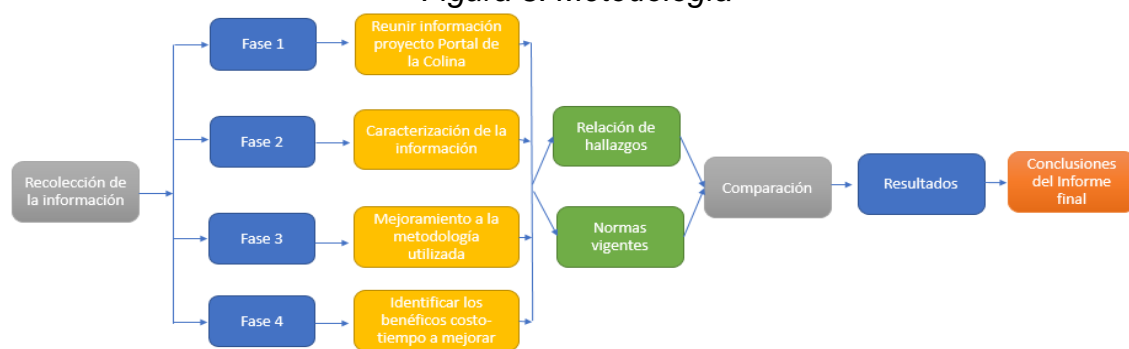 Figura 3. Metodología
Recolección de
la información
Fase 1
Reunir información
proyecto Portal de
la Colina
Fase 2
Caracterización de la
información
Fase 3
Mejoramiento a la
metodología
utilizada
Fase 4
Identificar los
benéficos costo-
tiempo a mejorar
Relación de
hallazgos
Normas
vigentes
Comparación
Resultados
Conclusiones
del Informe
final